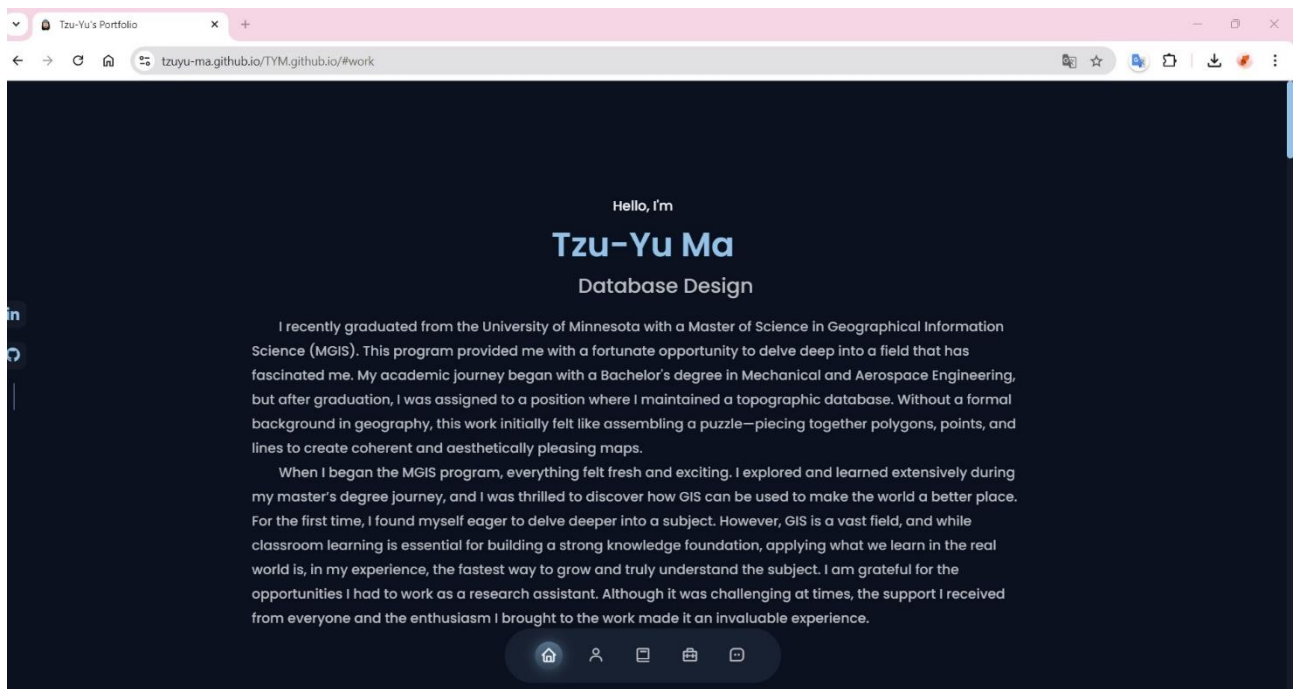 Tzu-Yu's Portfolio
tzuyu-ma.github.io/TYM.github.io/#work
Hello, I'm
Tzu-Yu Ma
Database Design
in
I recently graduated from the University of Minnesota with a Master of Science in Geographical Information
Science (MGIS). This program provided me with a fortunate opportunity to delve deep into a field that has
fascinated me. My academic journey began with a Bachelor's degree in Mechanical and Aerospace Engineering,
but after graduation, I was assigned to a position where I maintained a topographic database. Without a formal
background in geography, this work initially felt like assembling a puzzle—piecing together polygons, points, and
lines to create coherent and aesthetically pleasing maps.
When I began the MGIS program, everything felt fresh and exciting. I explored and learned extensively during
my master's degree journey, and I was thrilled to discover how GIS can be used to make the world a better place.
For the first time, I found myself eager to delve deeper into a subject. However, GIS is a vast field, and while
classroom learning is essential for building a strong knowledge foundation, applying what we learn in the real
world is, in my experience, the fastest way to grow and truly understand the subject. I am grateful for the
opportunities I had to work as a research assistant. Although it was challenging at times, the support I received
from everyone and the enthusiasm I brought to the work made it an invaluable experience.